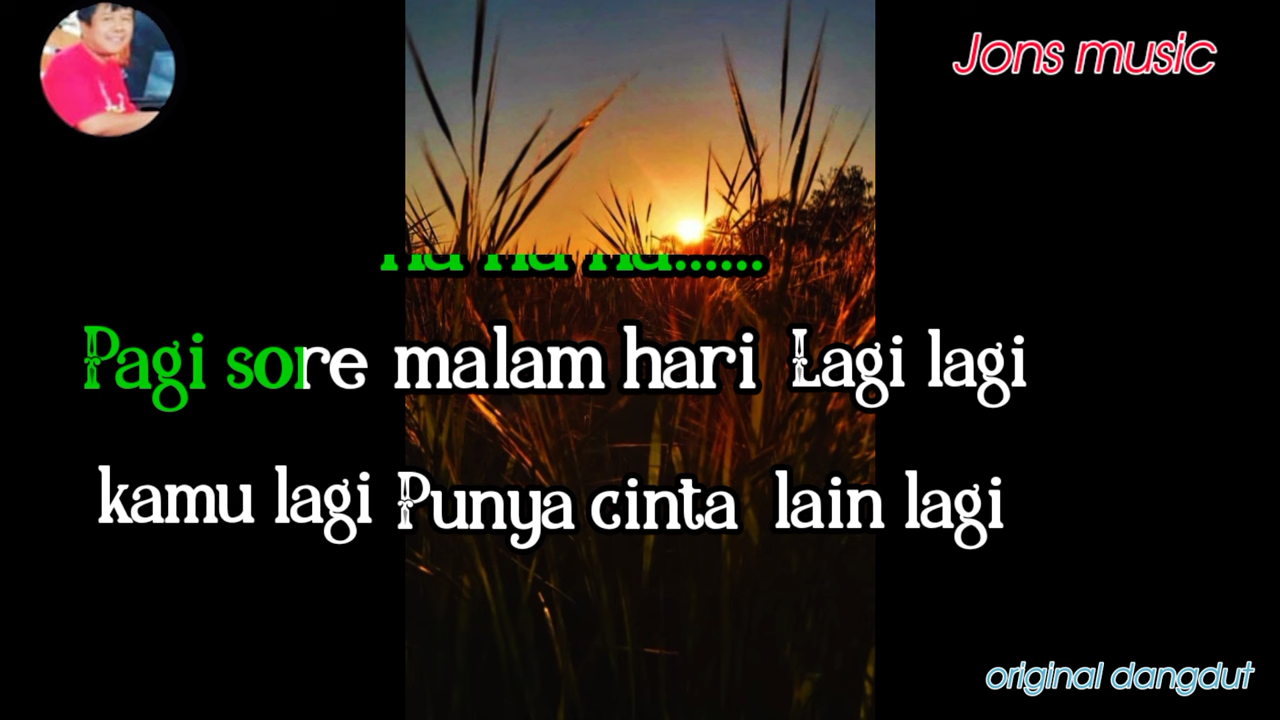 Jons music
Pagi sore malam hari Lagi lagi
kamu lagi Punya cinta lain lagi
original dangdut